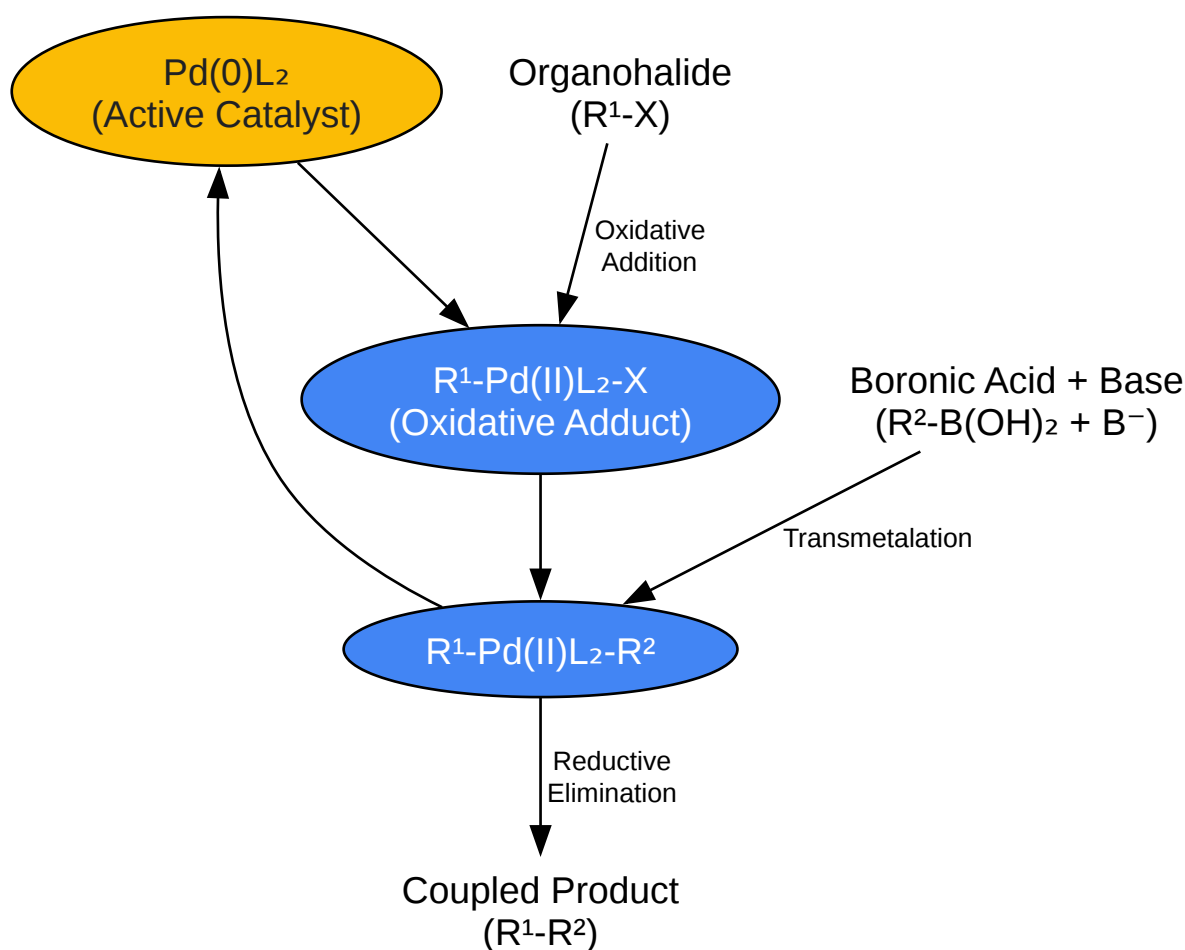 Pd(0)L₂
(Active Catalyst)
Organohalide
(R¹-X)
Oxidative
Addition
R¹-Pd(II)L₂-X
(Oxidative Adduct)
Boronic Acid + Base
(R²-B(OH)₂ + B⁻)
Transmetalation
R¹-Pd(II)L₂-R²
Reductive
Elimination
Coupled Product
(R¹-R²)